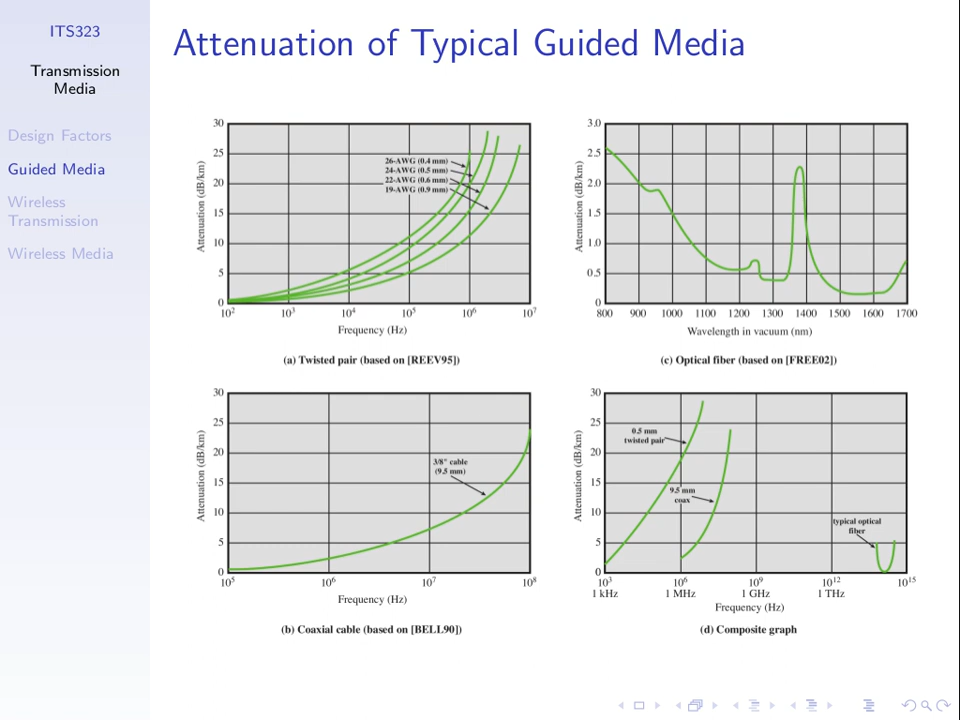 ITS323
Transmission
Media
Design Factors
Guided Media
Wireless
Transmission
Wireless Media
Attenuation of Typical Guided Media
30
25
20
15
10
5
0
Attenuation (dB/km)
26-AWG (0.4 mm)
24-AWG (0.5 mm)
22-AWG (0.6 mm)
19-AWG (0.9 mm)
10² 10³ 10⁴ 10⁵ 10⁶ 10⁷
Frequency (Hz)
(a) Twisted pair (based on [REEV95])
3.0
2.5
2.0
1.5
1.0
0.5
0
Attenuation (dB/km)
800 900 1000 1100 1200 1300 1400 1500 1600 1700
Wavelength in vacuum (nm)
(c) Optical fiber (based on [FREE02])
30
25
20
15
10
5
0
Attenuation (dB/km)
3/8" cable
(9.5 mm)
10⁵ 10⁶ 10⁷ 10⁸
Frequency (Hz)
(b) Coaxial cable (based on [BELL90])
30
25
20
15
10
5
0
Attenuation (dB/km)
0.5 mm
twisted pair
9.5 mm
coax
typical optical
fiber
10³ 10⁶ 10⁹ 10¹² 10¹⁵
1 kHz 1 MHz 1 GHz 1 THz
Frequency (Hz)
(d) Composite graph